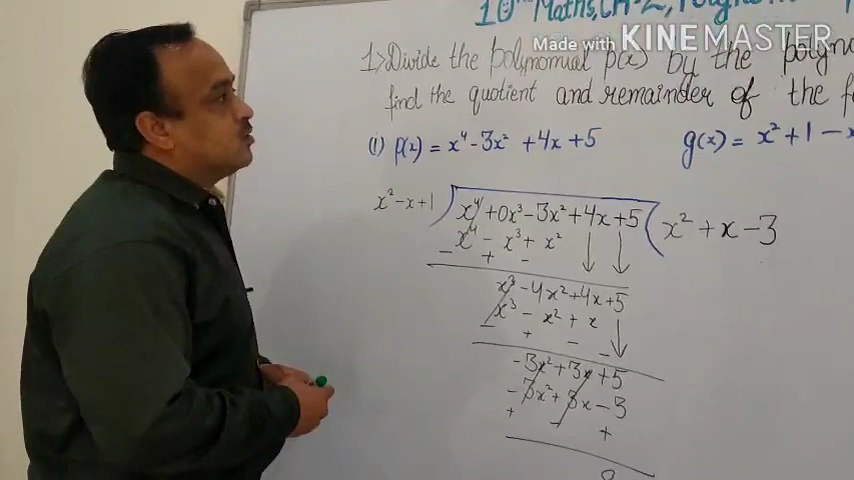 10th Maths, CH-2,
Made with KINEMASTER
1) Divide the polynomial p(x) by the
find the quotient and remainder of the
(i) p(x) = x⁴ - 3x² + 4x + 5 g(x) = x² + 1 - x
x² - x + 1 ) x⁴ + 0x³ - 3x² + 4x + 5 ( x² + x - 3
x⁴ - x³ + x²
- + -
x³ - 4x² + 4x + 5
x³ - x² + x
- + -
-3x² + 3x + 5
-3x² + 3x - 3
+ - +
8